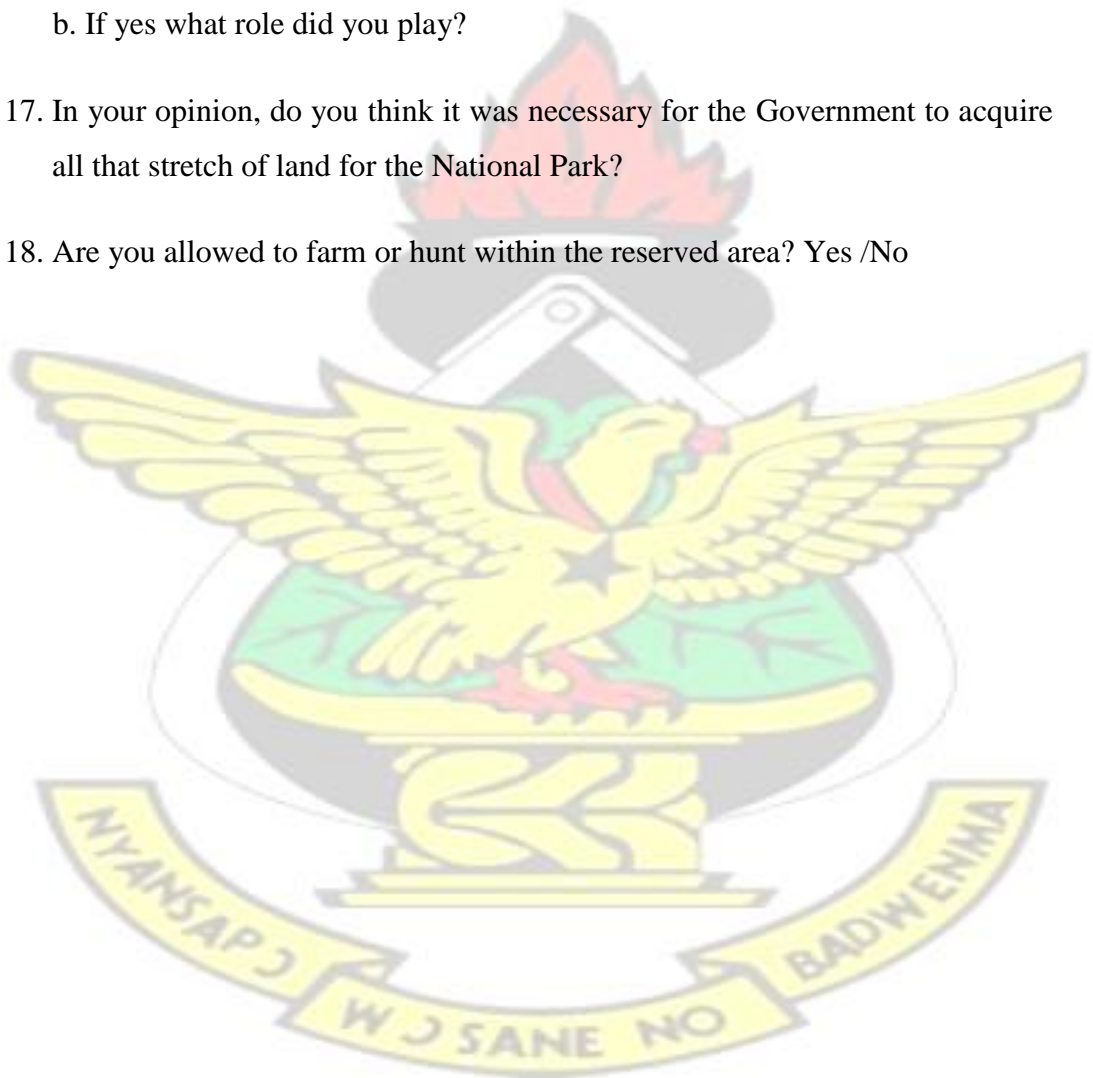 b. If yes what role did you play?
17. In your opinion, do you think it was necessary for the Government to acquire
all that stretch of land for the National Park?
18. Are you allowed to farm or hunt within the reserved area? Yes /No
NYANSAPƆ
WƆSANE NO
BADWENMA